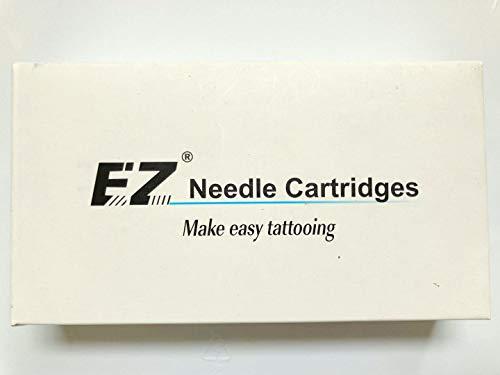 EZ® Needle Cartridges
Make easy tattooing